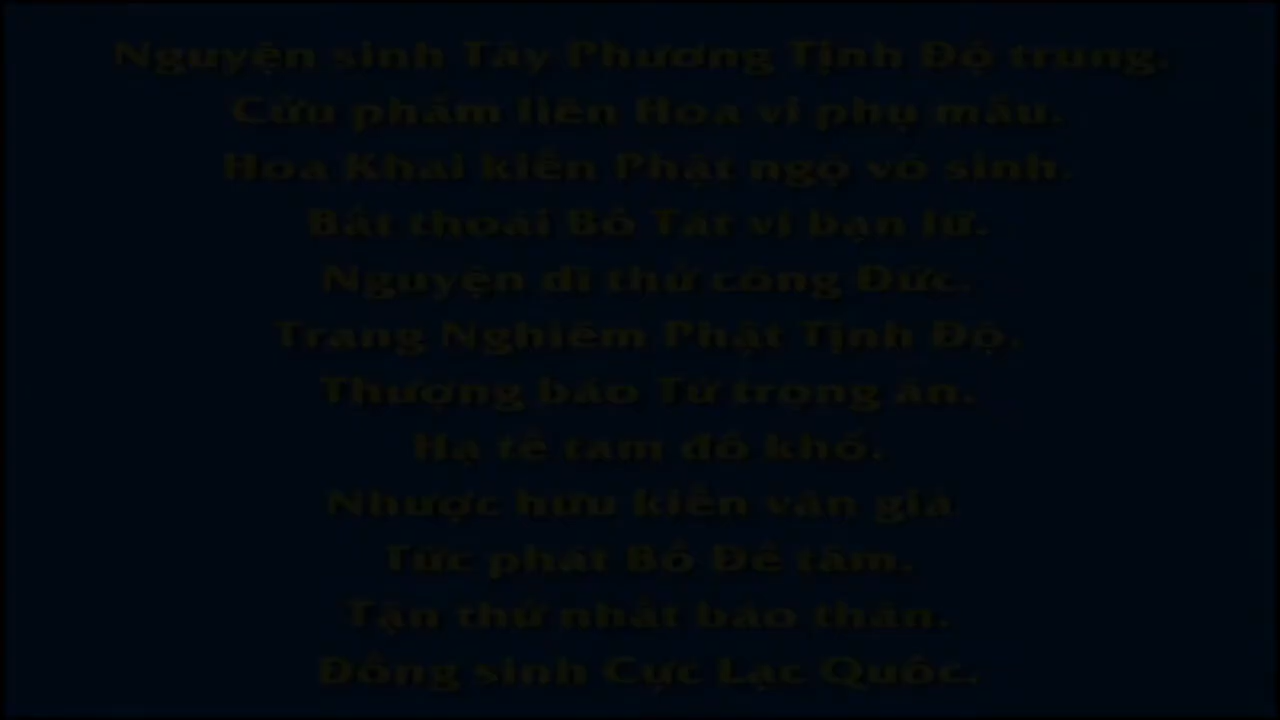 Nguyện sinh Tây Phương Tịnh Độ trung.
Cửu phẩm liên Hoa vi phụ mẫu.
Hoa Khai kiến Phật ngộ vô sinh.
Bất thoái Bồ Tát vi bạn lữ.
Nguyện dĩ thử công Đức.
Trang Nghiêm Phật Tịnh Độ.
Thượng báo Tứ trọng ân.
Hạ tế tam đồ khổ.
Nhược hữu kiến văn giả
Tức phát Bồ Đề tâm.
Tận thử nhất báo thân.
Đồng sinh Cực Lạc Quốc.